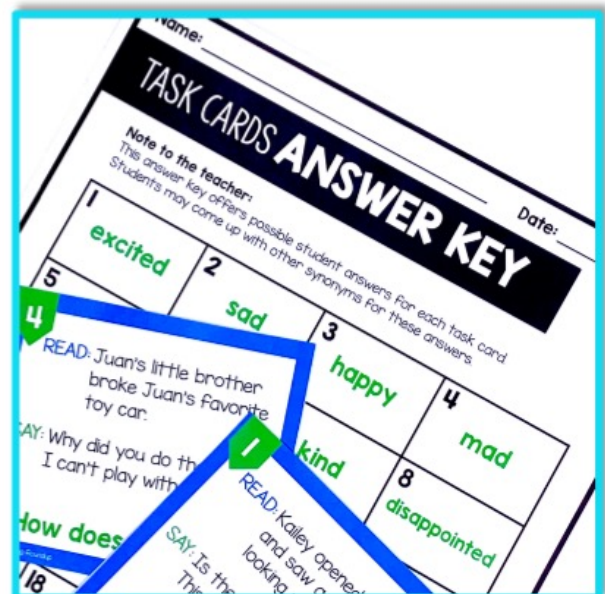 Name:
Date:
TASK CARDS ANSWER KEY
Note to the teacher:
This answer key offers possible student answers for each task card.
Students may come up with other synonyms for these answers.
1
excited
2
sad
3
happy
4
mad
5
kind
8
disappointed
18
4
READ: Juan's little brother
broke Juan's favorite
toy car.
SAY: Why did you do th
I can't play with
How does
1
READ: Kailey opened
and saw a
looking
SAY: Is the
Thi